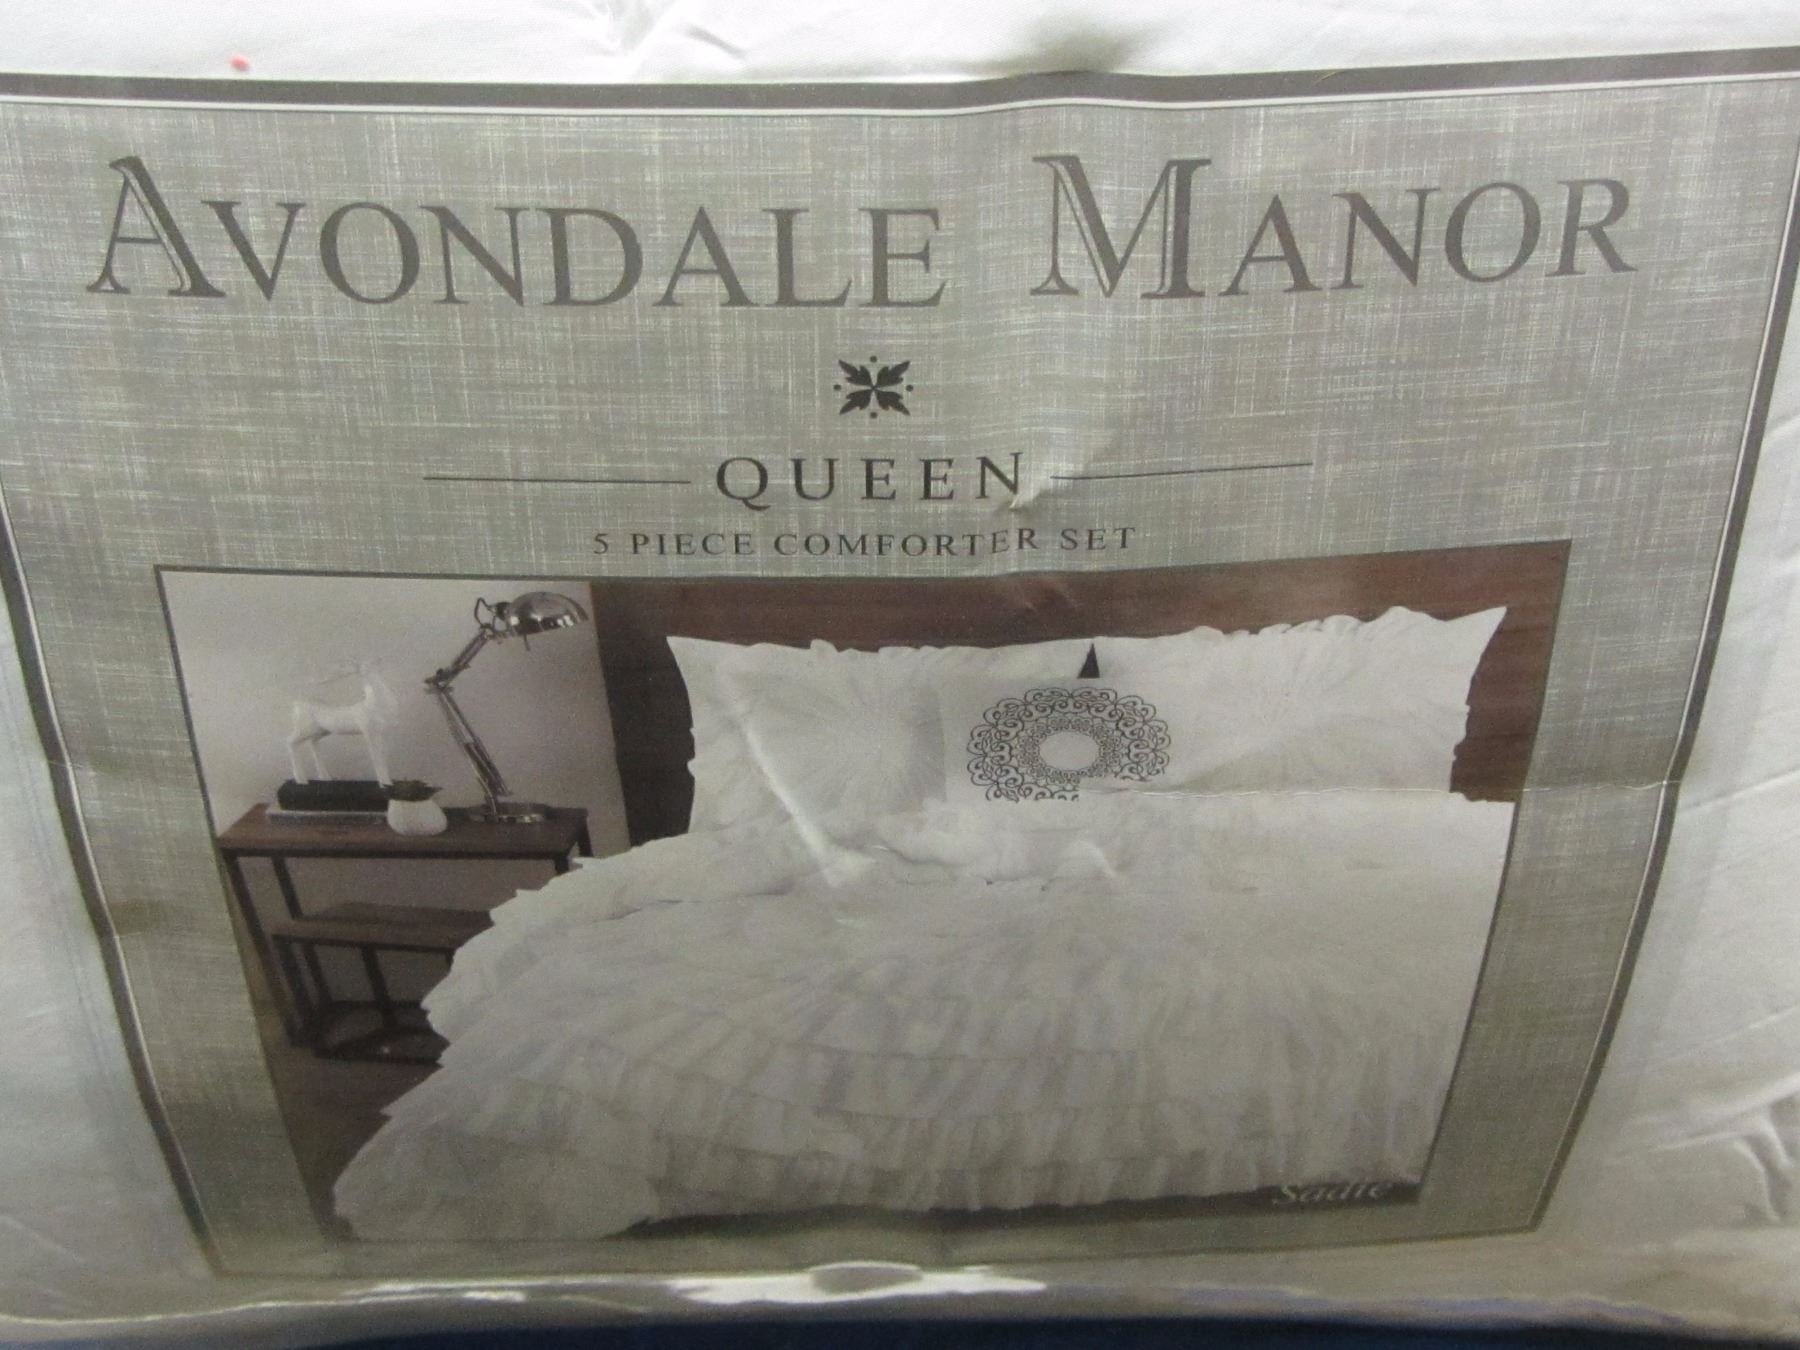 AVONDALE MANOR
QUEEN
5 PIECE COMFORTER SET
Sadie